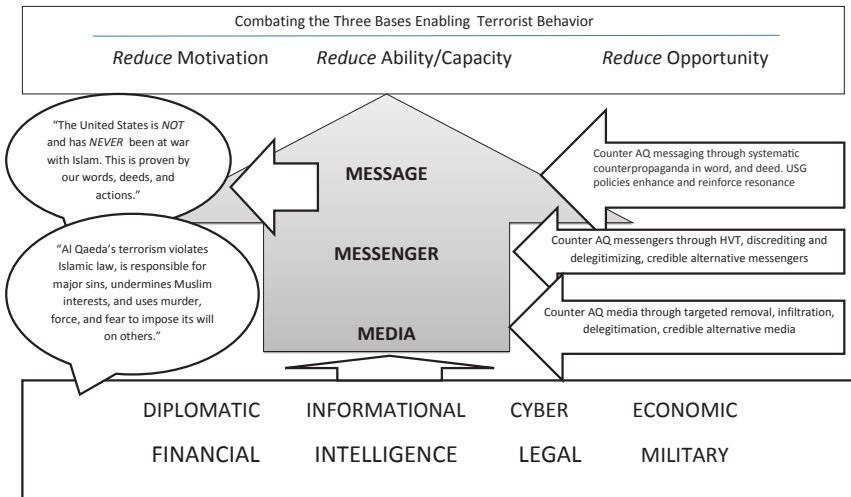 Combating the Three Bases Enabling Terrorist Behavior
Reduce Motivation Reduce Ability/Capacity Reduce Opportunity
“The United States is NOT
and has NEVER been at war
with Islam. This is proven by
our words, deeds, and
actions.”
MESSAGE
Counter AQ messaging through systematic
counterpropaganda in word, and deed. USG
policies enhance and reinforce resonance
“Al Qaeda’s terrorism violates
Islamic law, is responsible for
major sins, undermines Muslim
interests, and uses murder,
force, and fear to impose its will
on others.”
MESSENGER
Counter AQ messengers through HVT, discrediting and
delegitimizing, credible alternative messengers
MEDIA
Counter AQ media through targeted removal, infiltration,
delegitimation, credible alternative media
DIPLOMATIC INFORMATIONAL CYBER ECONOMIC
FINANCIAL INTELLIGENCE LEGAL MILITARY